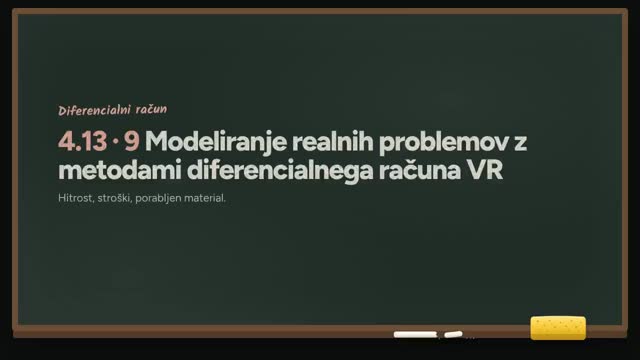 Diferencialni račun
4.13 · 9 Modeliranje realnih problemov z
metodami diferencialnega računa VR
Hitrost, stroški, porabljen material.